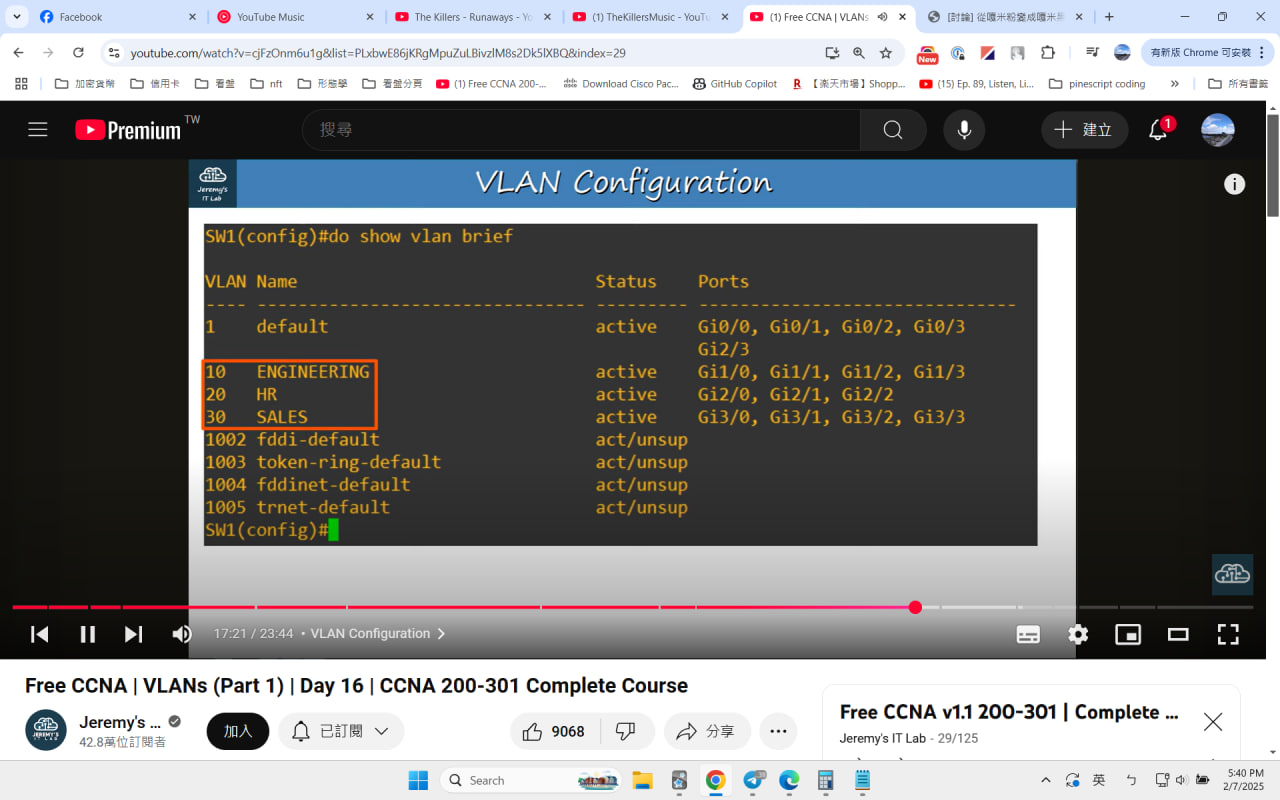 Facebook
YouTube Music
The Killers - Runaways - Yo
(1) TheKillersMusic - YouTu
(1) Free CCNA | VLANs
youtube.com/watch?v=cjFzOnm6u1g&list=PLxbwE86jKRgMpuZuLBivzlM8s2Dk5lXBQ&index=29
New
有新版 Chrome 可安裝
加密貨幣
信用卡
看盤
nft
形態學
看盤分頁
(1) Free CCNA 200-...
Download Cisco Pac...
GitHub Copilot
R
【楽天市場】Shopp...
(15) Ep. 89, Listen, Li...
pinescript coding
所有書籤
Premium TW
搜尋
建立
1
Jeremy's
IT Lab
VLAN Configuration
SW1(config)#do show vlan brief
VLAN Name Status Ports
---- -------------------------------- --------- -------------------------------
1 default active Gi0/0, Gi0/1, Gi0/2, Gi0/3
Gi2/3
10 ENGINEERING active Gi1/0, Gi1/1, Gi1/2, Gi1/3
20 HR active Gi2/0, Gi2/1, Gi2/2
30 SALES active Gi3/0, Gi3/1, Gi3/2, Gi3/3
1002 fddi-default act/unsup
1003 token-ring-default act/unsup
1004 fddinet-default act/unsup
1005 trnet-default act/unsup
SW1(config)#
17:21 / 23:44 • VLAN Configuration
Free CCNA | VLANs (Part 1) | Day 16 | CCNA 200-301 Complete Course
JEREMY'S
IT LAB
Jeremy's ...
42.8萬位訂閱者
加入
已訂閱
9068
分享
Free CCNA v1.1 200-301 | Complete ...
Jeremy's IT Lab - 29/125
Search
英
ㄅ
5:40 PM
2/7/2025